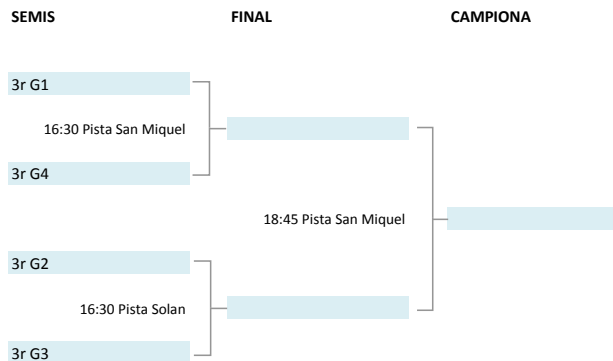 SEMIS FINAL CAMPIONA
3r G1
16:30 Pista San Miquel
3r G4
18:45 Pista San Miquel
3r G2
16:30 Pista Solan
3r G3